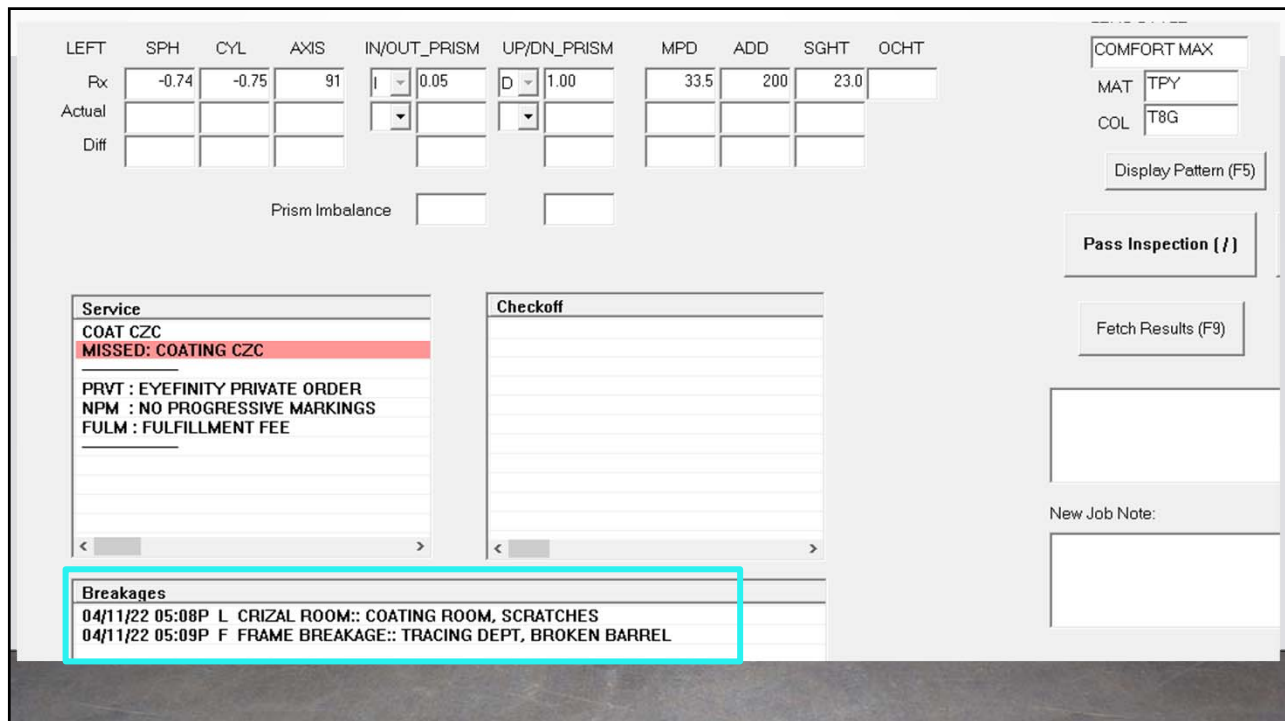 LEFT SPH CYL AXIS IN/OUT_PRISM UP/DN_PRISM MPD ADD SGHT OCHT
Rx -0.74 -0.75 91 I 0.05 D 1.00 33.5 200 23.0
Actual
Diff
Prism Imbalance
COMFORT MAX
MAT TPY
COL T8G
Display Pattern (F5)
Pass Inspection ( / )
Fetch Results (F9)
Service
COAT CZC
MISSED: COATING CZC
PRVT : EYEFINITY PRIVATE ORDER
NPM : NO PROGRESSIVE MARKINGS
FULM : FULFILLMENT FEE
Checkoff
New Job Note:
Breakages
04/11/22 05:08P L CRIZAL ROOM:: COATING ROOM, SCRATCHES
04/11/22 05:09P F FRAME BREAKAGE:: TRACING DEPT, BROKEN BARREL